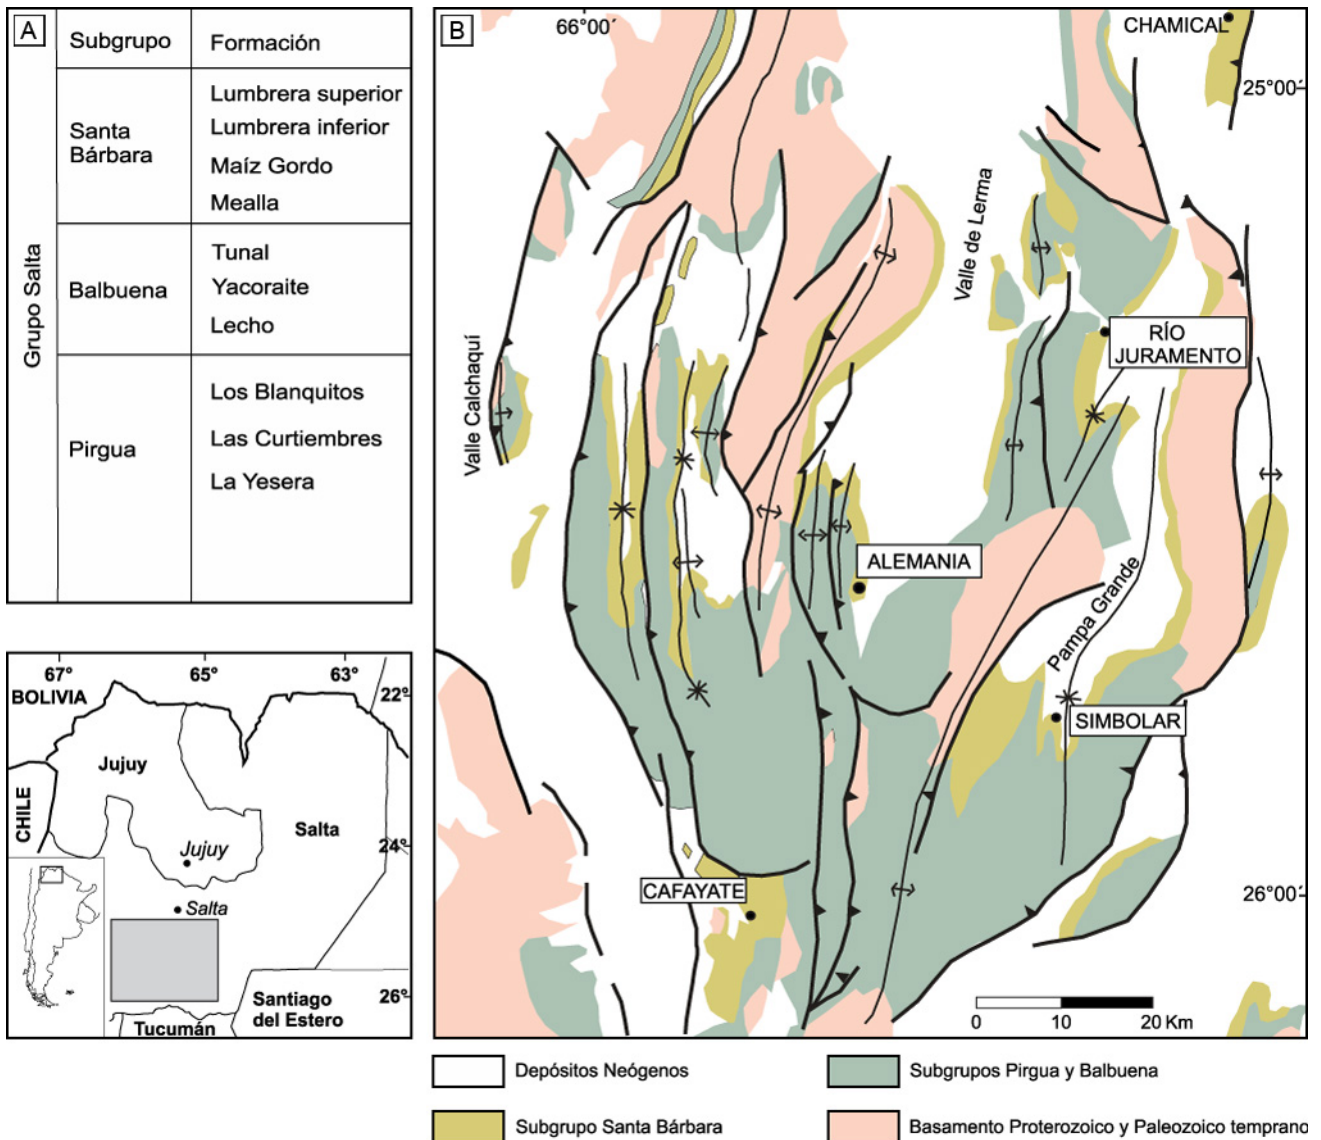 A
Grupo Salta
Subgrupo
Formación
Santa
Bárbara
Lumbrera superior
Lumbrera inferior
Maíz Gordo
Mealla
Balbuena
Tunal
Yacoraite
Lecho
Pirgua
Los Blanquitos
Las Curtiembres
La Yesera
67°
65°
63°
BOLIVIA
22°
Jujuy
CHILE
Salta
24°
Jujuy
Salta
Santiago
del Estero
26°
Tucumán
B
66°00´
CHAMICAL
25°00´
Valle de Lerma
RÍO
JURAMENTO
Valle Calchaquí
ALEMANIA
Pampa Grande
SIMBOLAR
CAFAYATE
26°00´
0 10 20 Km
Depósitos Neógenos
Subgrupos Pirgua y Balbuena
Subgrupo Santa Bárbara
Basamento Proterozoico y Paleozoico temprano